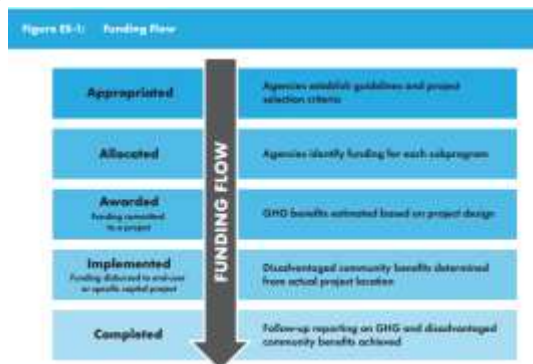 Figure ES-1: Funding Flow
Appropriated
Agencies establish guidelines and project
selection criteria
Allocated
Agencies identify funding for each subprogram
Awarded
Funding committed
to a project
GHG benefits estimated based on project design
Implemented
Funding disbursed to end-user
or specific capital project
Disadvantaged community benefits determined
from actual project location
Completed
Follow-up reporting on GHG and disadvantaged
community benefits achieved
FUNDING FLOW